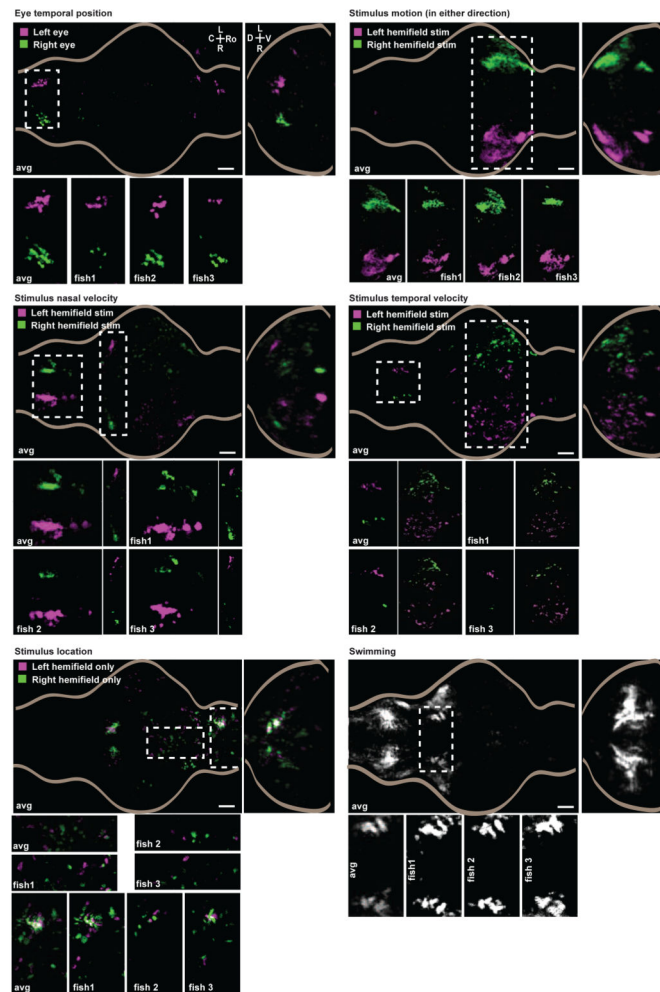 Eye temporal position
Left eye
Right eye
L
C Ro
R
L
D V
R
avg
avg
fish1
fish2
fish3
Stimulus motion (in either direction)
Left hemifield stim
Right hemifield stim
avg
avg
fish1
fish2
fish3
Stimulus nasal velocity
Left hemifield stim
Right hemifield stim
avg
avg
fish1
fish 2
fish 3
Stimulus temporal velocity
Left hemifield stim
Right hemifield stim
avg
avg
fish1
fish 2
fish 3
Stimulus location
Left hemifield only
Right hemifield only
avg
avg
fish 2
fish1
fish 3
avg
fish1
fish 2
fish 3
Swimming
avg
avg
fish1
fish 2
fish 3